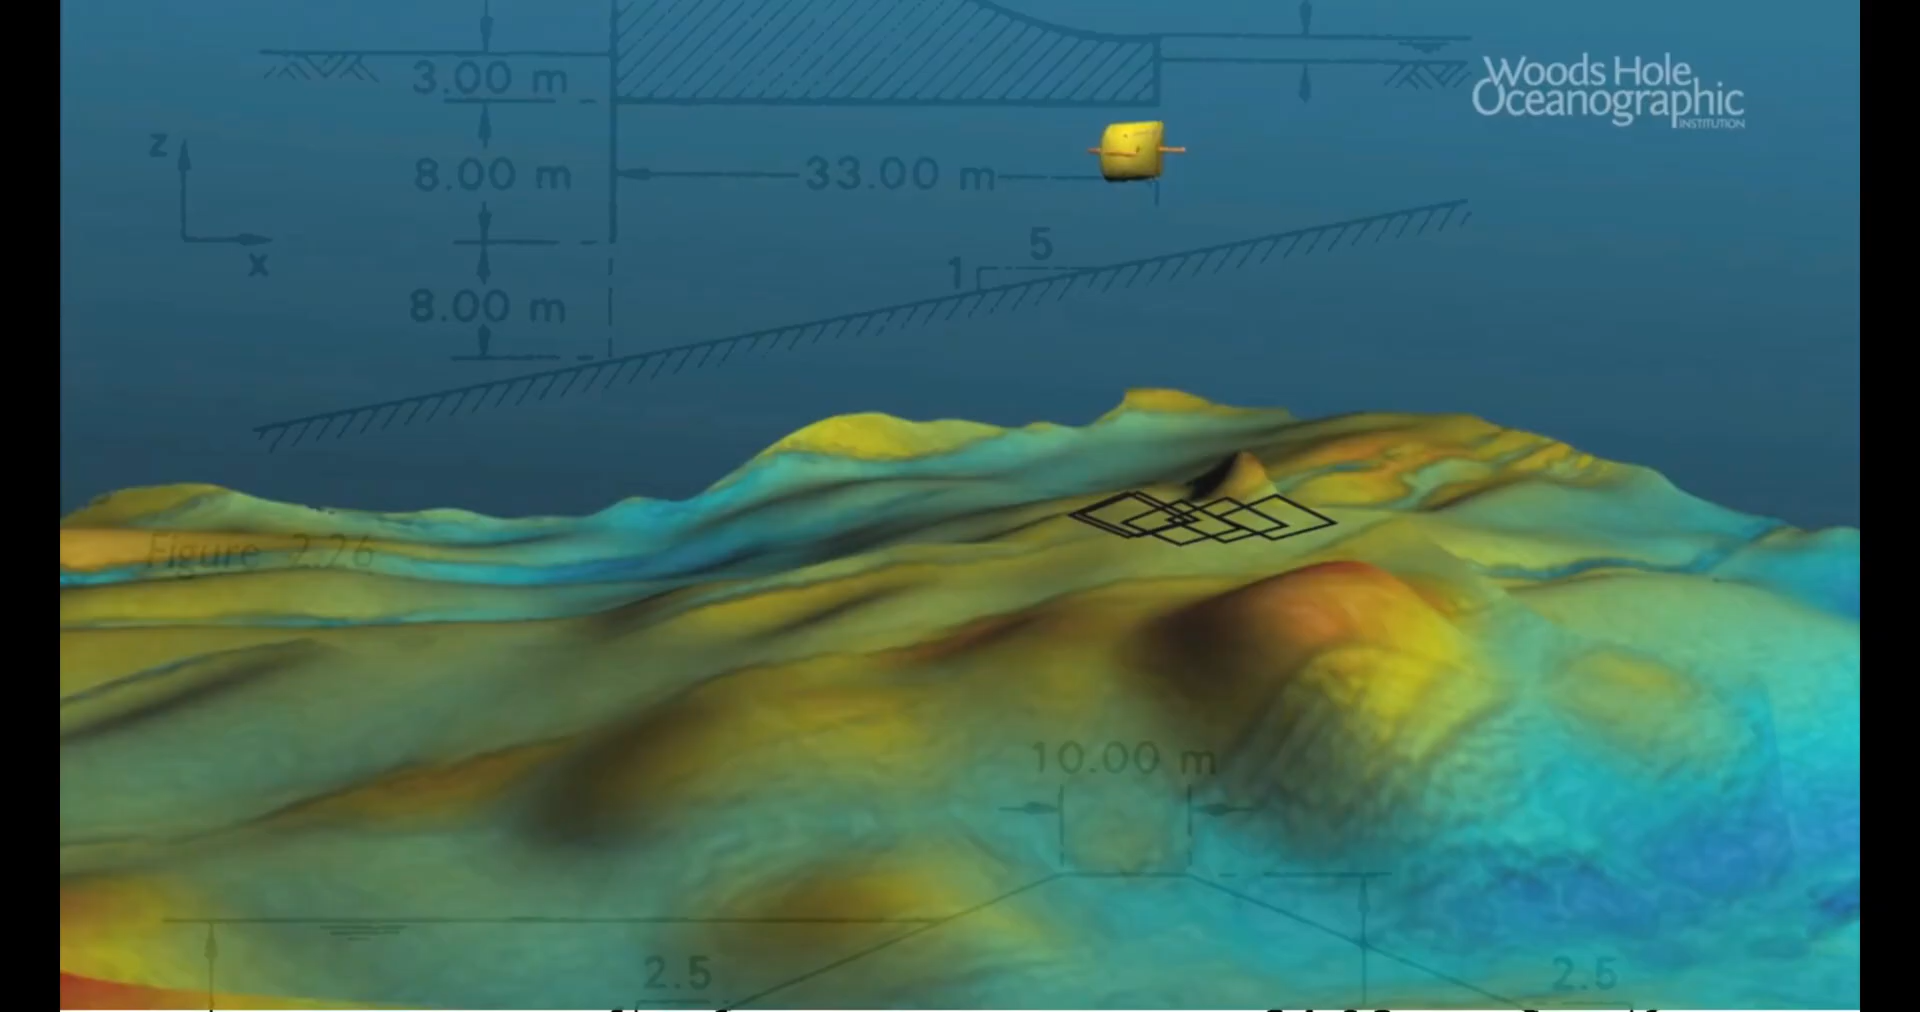 3.00 m
Woods Hole
Oceanographic
INSTITUTION
z
8.00 m
33.00 m
x
5
1
8.00 m
Figure 2.26
10.00 m
2.5
2.5